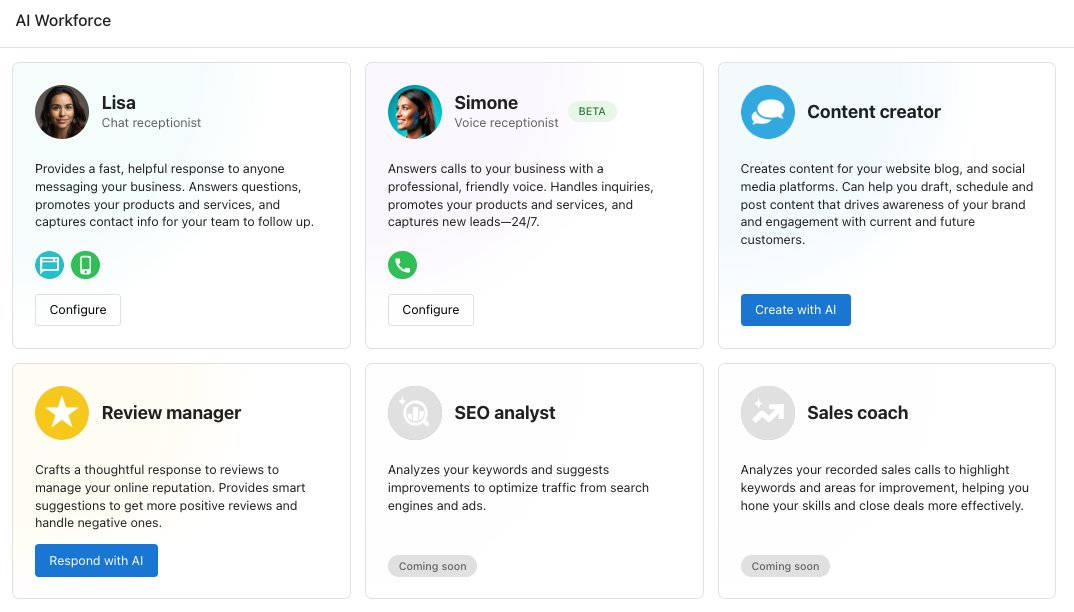 AI Workforce
Lisa
Chat receptionist
Provides a fast, helpful response to anyone
messaging your business. Answers questions,
promotes your products and services, and
captures contact info for your team to follow up.
Configure
Simone
Voice receptionist
BETA
Answers calls to your business with a
professional, friendly voice. Handles inquiries,
promotes your products and services, and
captures new leads—24/7.
Configure
Content creator
Creates content for your website blog, and social
media platforms. Can help you draft, schedule and
post content that drives awareness of your brand
and engagement with current and future
customers.
Create with AI
Review manager
Crafts a thoughtful response to reviews to
manage your online reputation. Provides smart
suggestions to get more positive reviews and
handle negative ones.
Respond with AI
SEO analyst
Analyzes your keywords and suggests
improvements to optimize traffic from search
engines and ads.
Coming soon
Sales coach
Analyzes your recorded sales calls to highlight
keywords and areas for improvement, helping you
hone your skills and close deals more effectively.
Coming soon